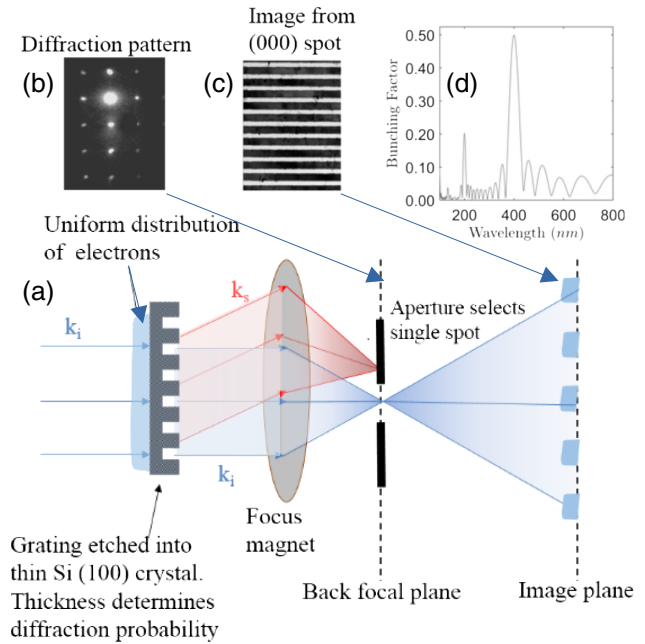 Image from
(000) spot
Diffraction pattern
(b)
(c)
(d)
Bunching Factor
0.50
0.40
0.30
0.20
0.10
0.00
200
400
600
800
Wavelength (nm)
Uniform distribution
of electrons
(a)
k_s
k_i
Aperture selects
single spot
k_i
Focus
magnet
Grating etched into
thin Si (100) crystal.
Thickness determines
diffraction probability
Back focal plane
Image plane